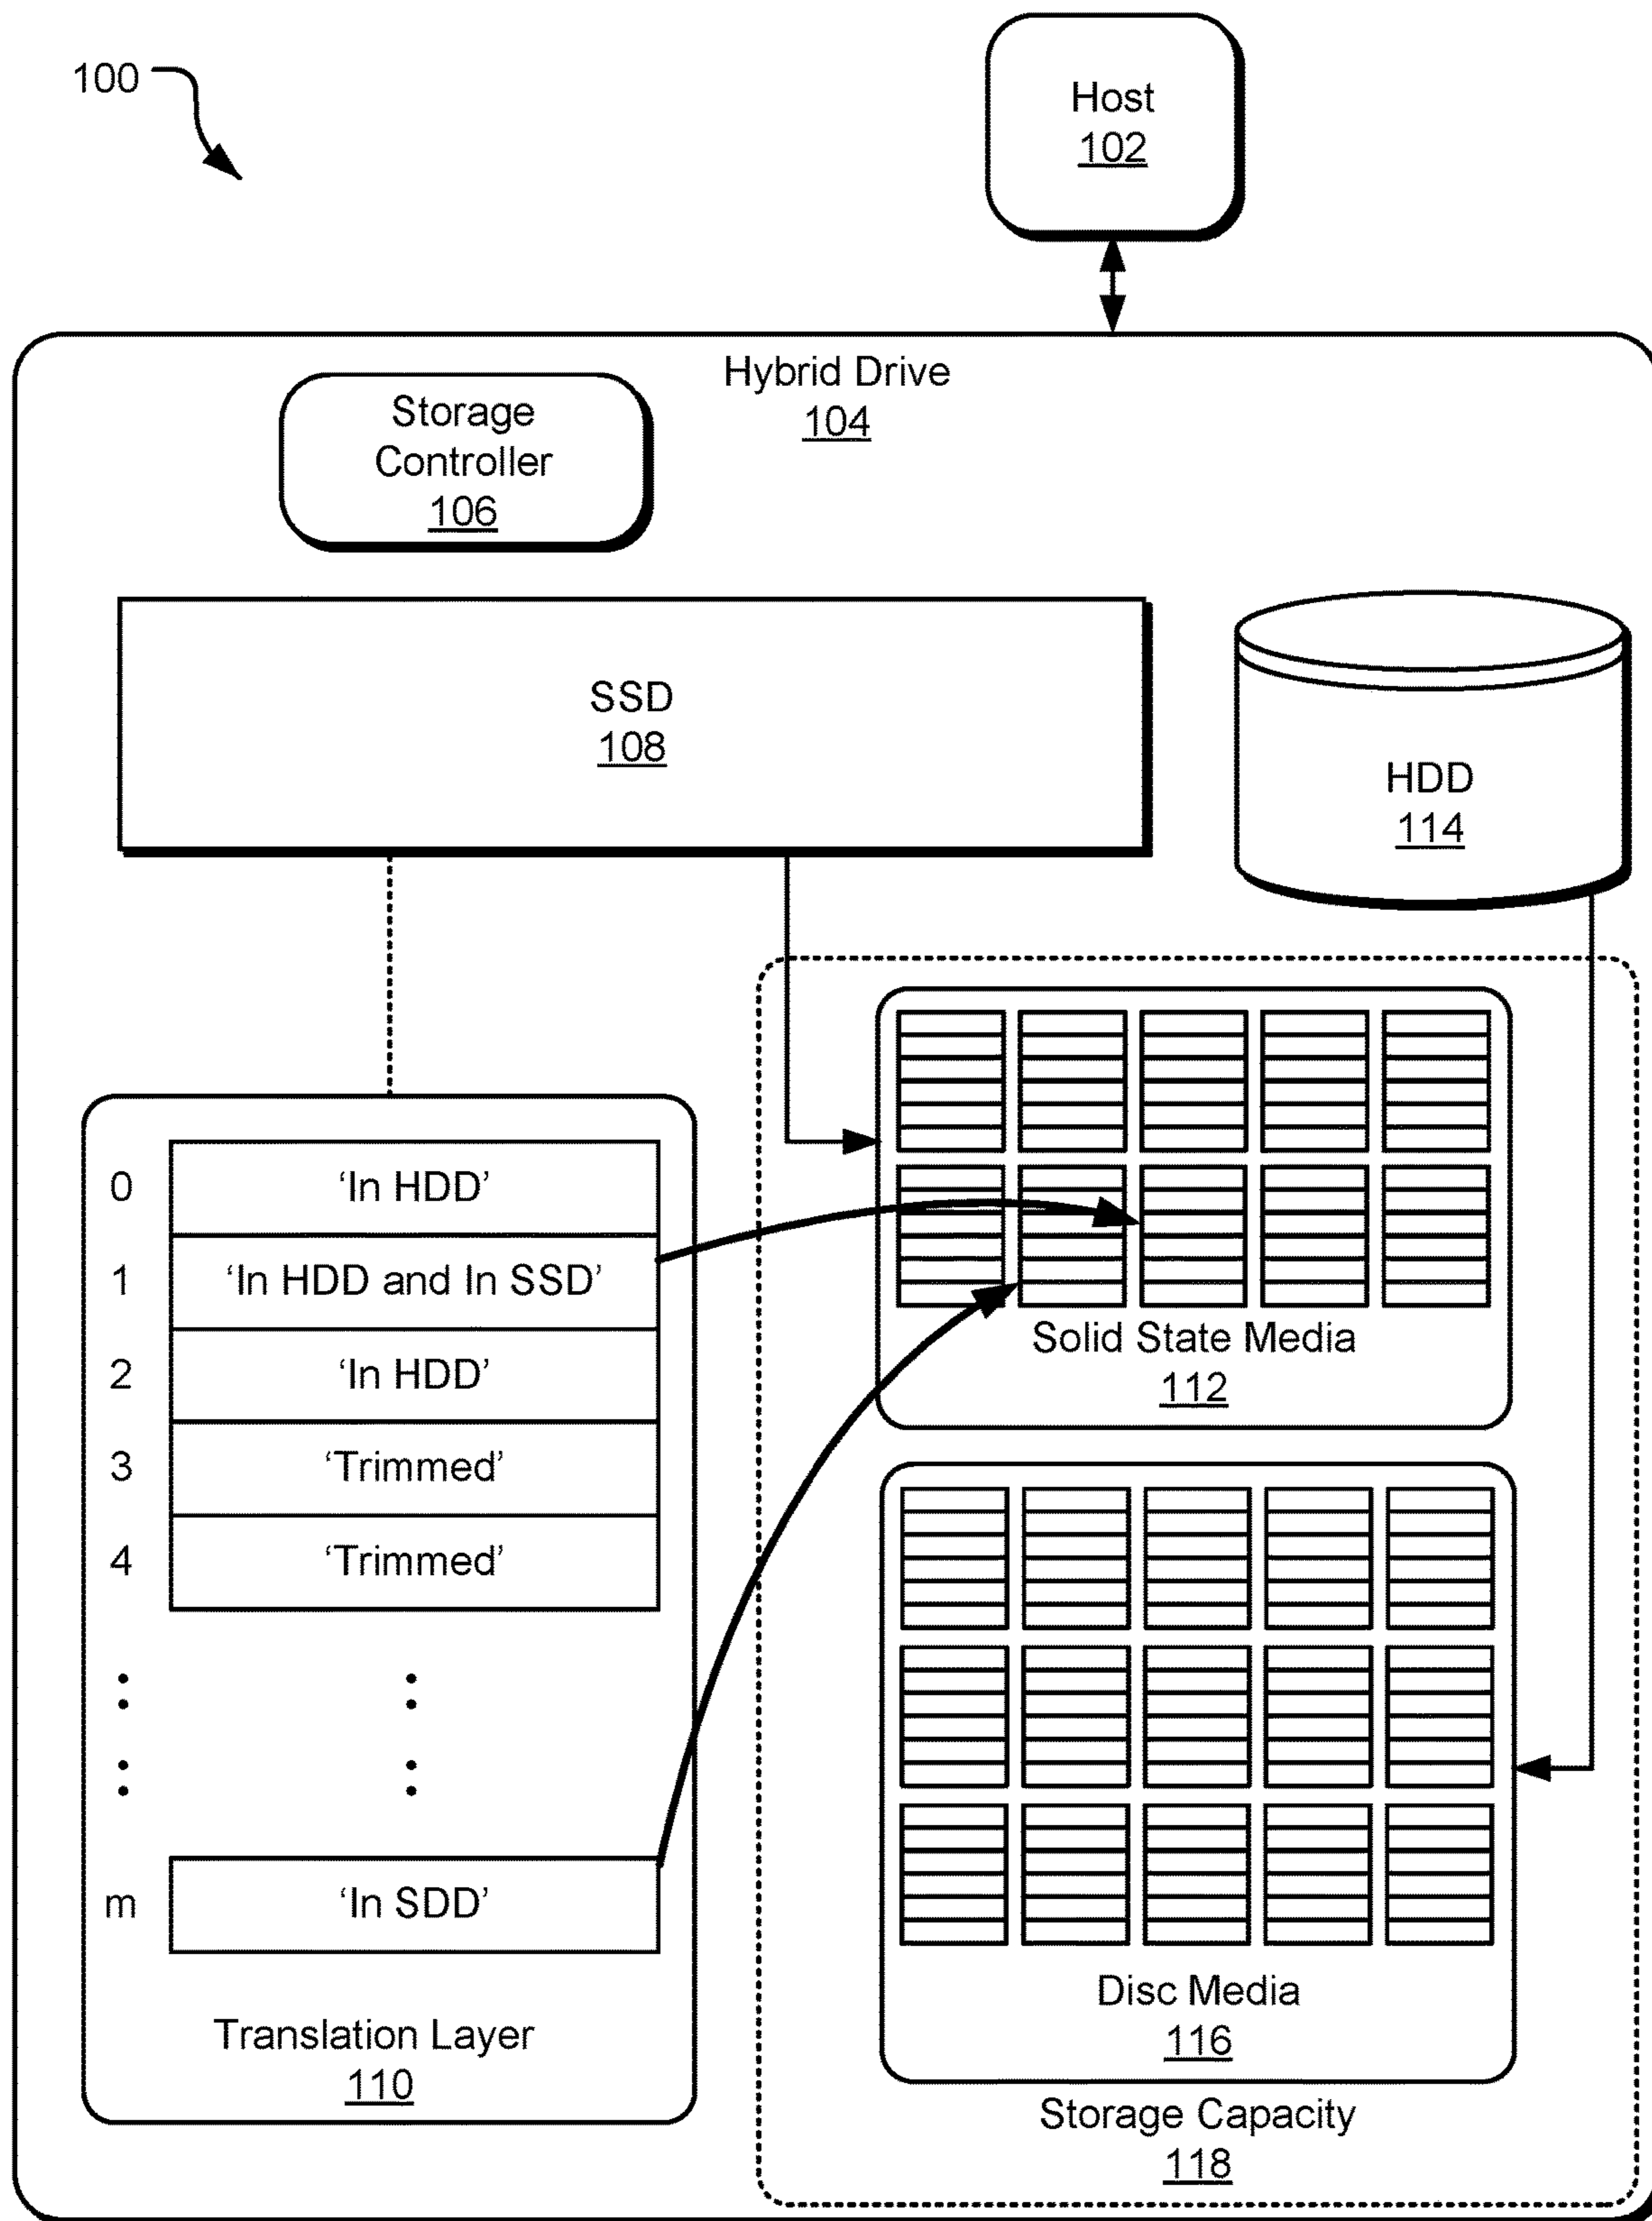 100
Host
102
Hybrid Drive
104
Storage
Controller
106
SSD
108
HDD
114
0 ‘In HDD’
1 ‘In HDD and In SSD’
2 ‘In HDD’
3 ‘Trimmed’
4 ‘Trimmed’
m ‘In SDD’
Translation Layer
110
Solid State Media
112
Disc Media
116
Storage Capacity
118